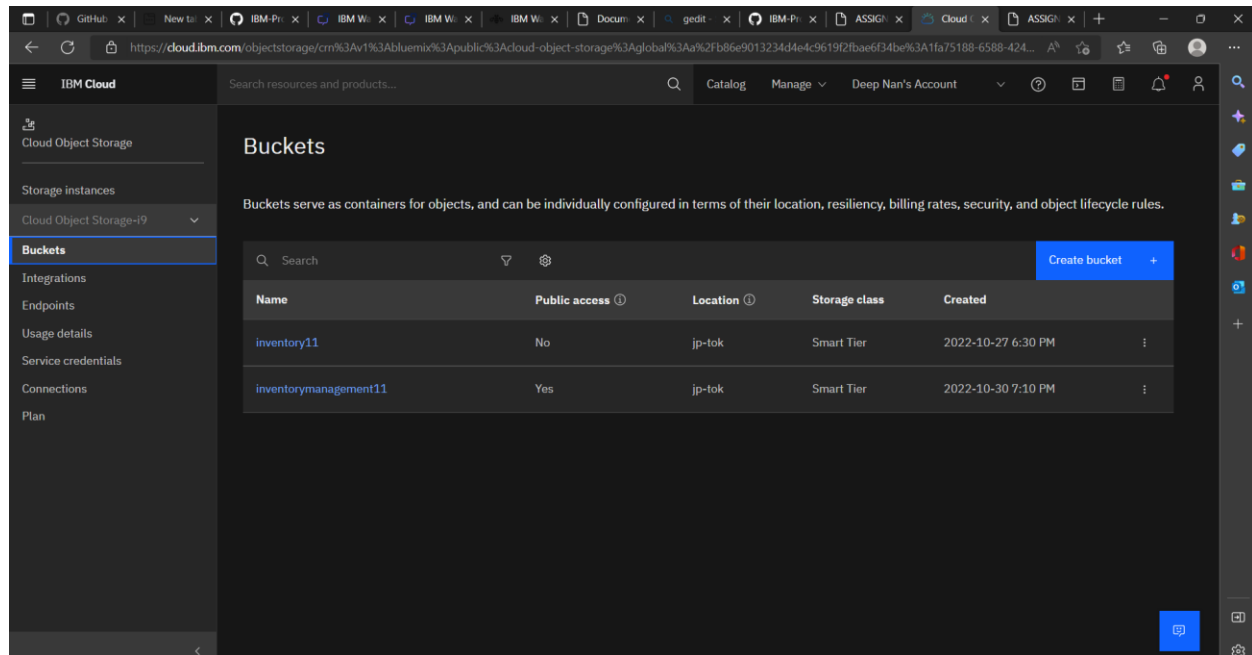 GitHub
New tal
IBM-Pro
IBM Wa
IBM Wa
IBM Wa
Docum
gedit -
IBM-Pr
ASSIGN
Cloud
ASSIGN
https://cloud.ibm.com/objectstorage/crn%3Av1%3Abluemix%3Apublic%3Acloud-object-storage%3Aglobal%3Aa%2Fb86e9013234d4e4c9619f2fbae6f34be%3A1fa75188-6588-424...
IBM Cloud
Search resources and products...
Catalog
Manage
Deep Nan's Account
Cloud Object Storage
Storage instances
Cloud Object Storage-i9
Buckets
Integrations
Endpoints
Usage details
Service credentials
Connections
Plan
Buckets
Buckets serve as containers for objects, and can be individually configured in terms of their location, resiliency, billing rates, security, and object lifecycle rules.
Search
Create bucket +
Name Public access Location Storage class Created
inventory11 No jp-tok Smart Tier 2022-10-27 6:30 PM
inventorymanagement11 Yes jp-tok Smart Tier 2022-10-30 7:10 PM